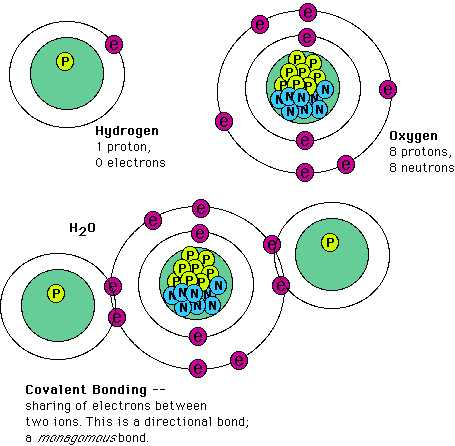 e
P
Hydrogen
1 proton,
0 electrons
e e
e
P P
P P P
P P P N
N N N N
N N N
e
e
e
e e
Oxygen
8 protons,
8 neutrons
H2O
P
e e
e
e
P P
P P P
P P P N
N N N N
N N N
e
e
e
e
e e
P
Covalent Bonding --
sharing of electrons between
two ions. This is a directional bond;
a monagamous bond.